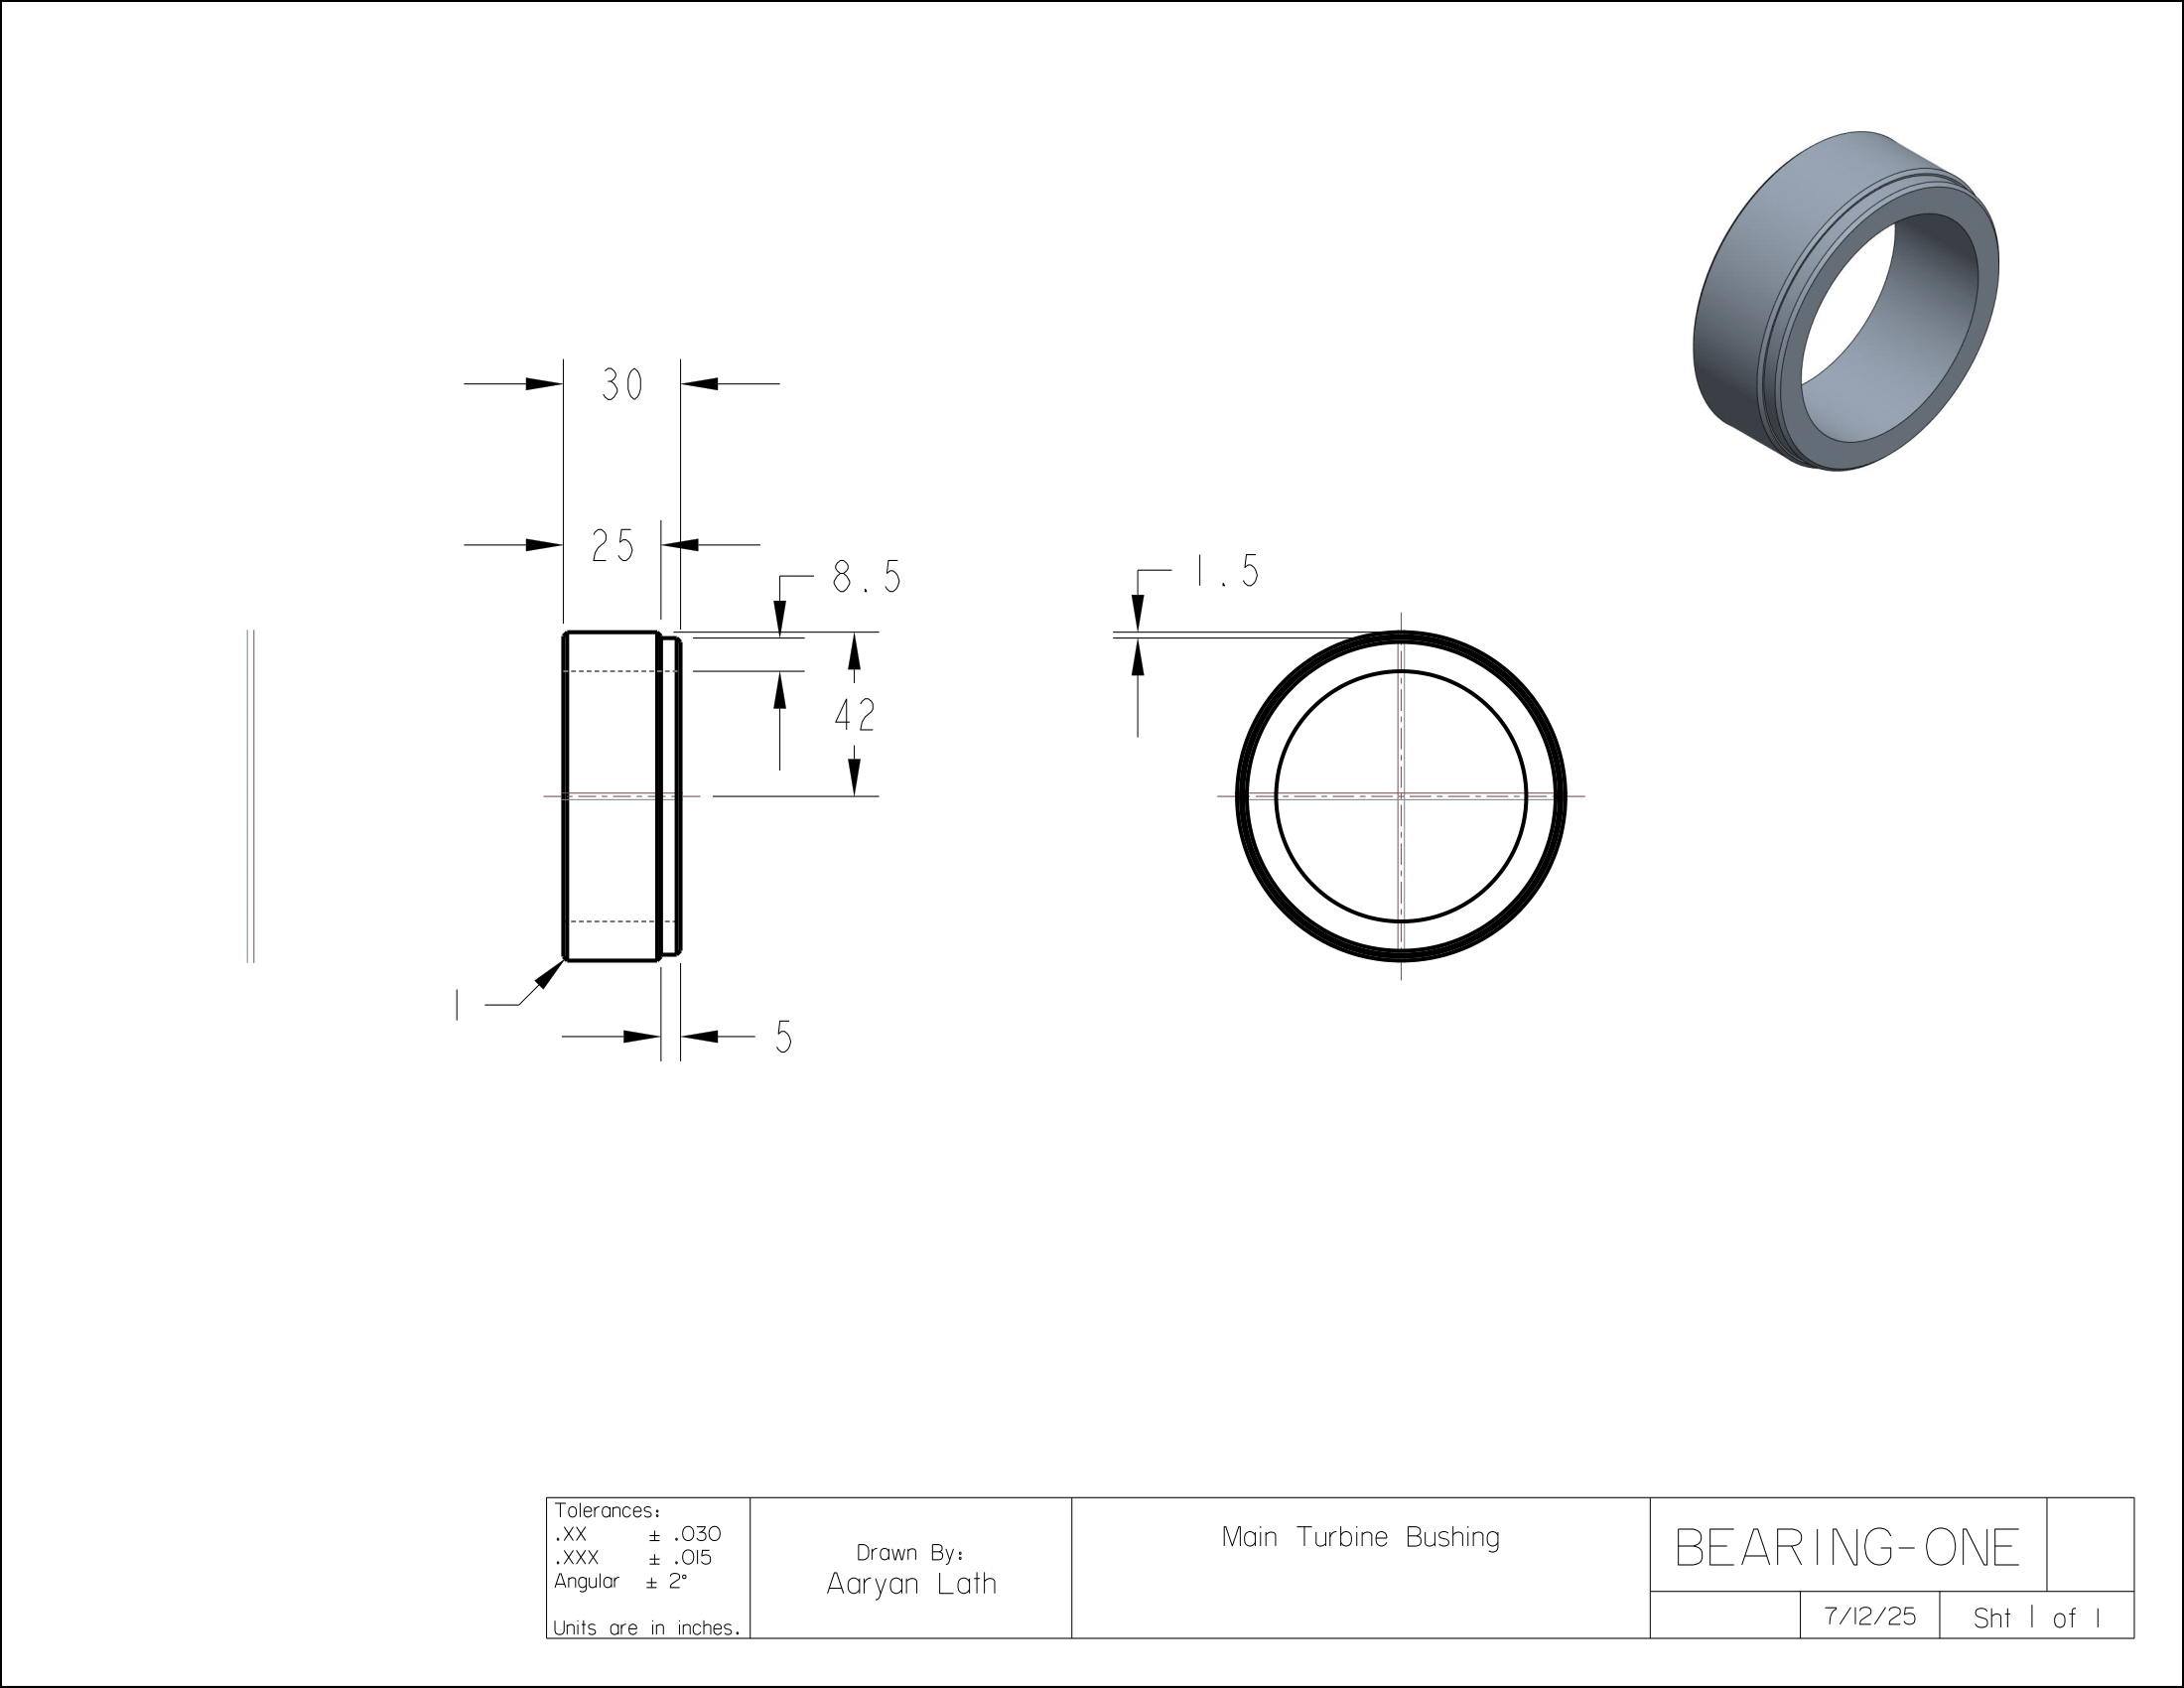 30
25
8.5
1.5
42
1
5
Tolerances:
.XX ± .030
.XXX ± .015
Angular ± 2°
Units are in inches.
Drawn By:
Aaryan Lath
Main Turbine Bushing
BEARING-ONE
7/12/25
Sht 1 of 1